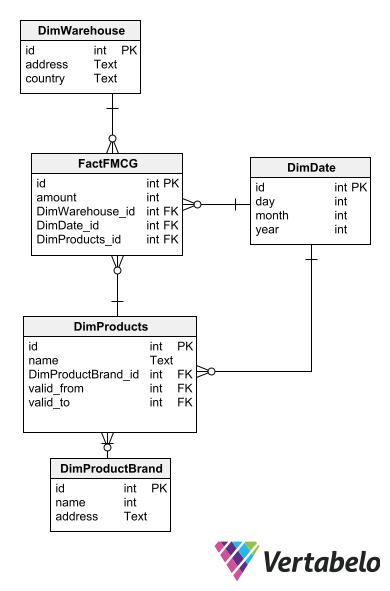 DimWarehouse
id int PK
address Text
country Text
FactFMCG
id int PK
amount int
DimWarehouse_id int FK
DimDate_id int FK
DimProducts_id int FK
DimDate
id int PK
day int
month int
year int
DimProducts
id int PK
name Text
DimProductBrand_id int FK
valid_from int FK
valid_to int FK
DimProductBrand
id int PK
name int
address Text
Vertabelo